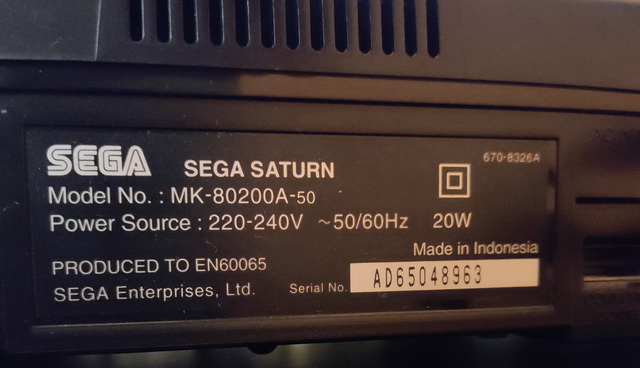 SEGA SEGA SATURN 670-8326A
Model No. : MK-80200A-50
Power Source : 220-240V ~50/60Hz 20W
Made in Indonesia
PRODUCED TO EN60065
SEGA Enterprises, Ltd. Serial No. AD65048963